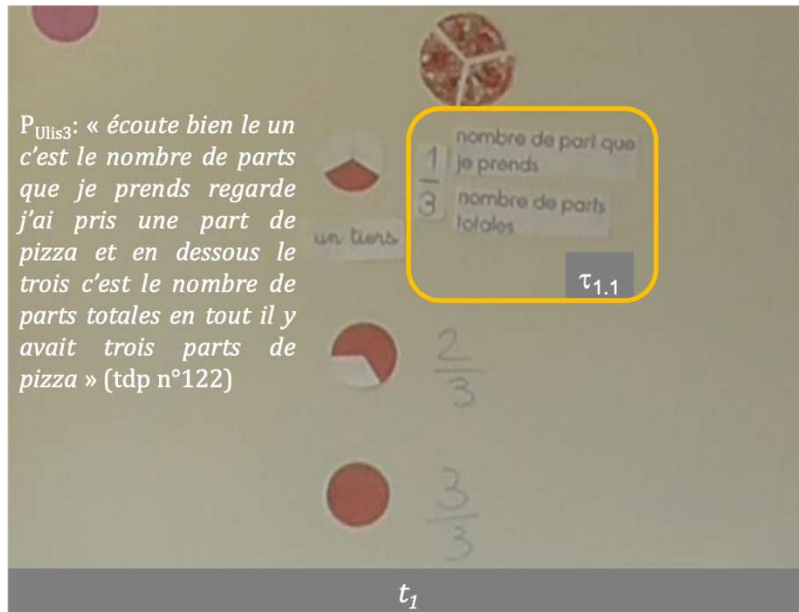 P_Ulis3: « écoute bien le un
c'est le nombre de parts
que je prends regarde
j'ai pris une part de
pizza et en dessous le
trois c'est le nombre de
parts totales en tout il y
avait trois parts de
pizza » (tdp n°122)
1
3
nombre de part que
je prends
nombre de parts
totales
un tiers
τ1.1
2
3
3
3
t1